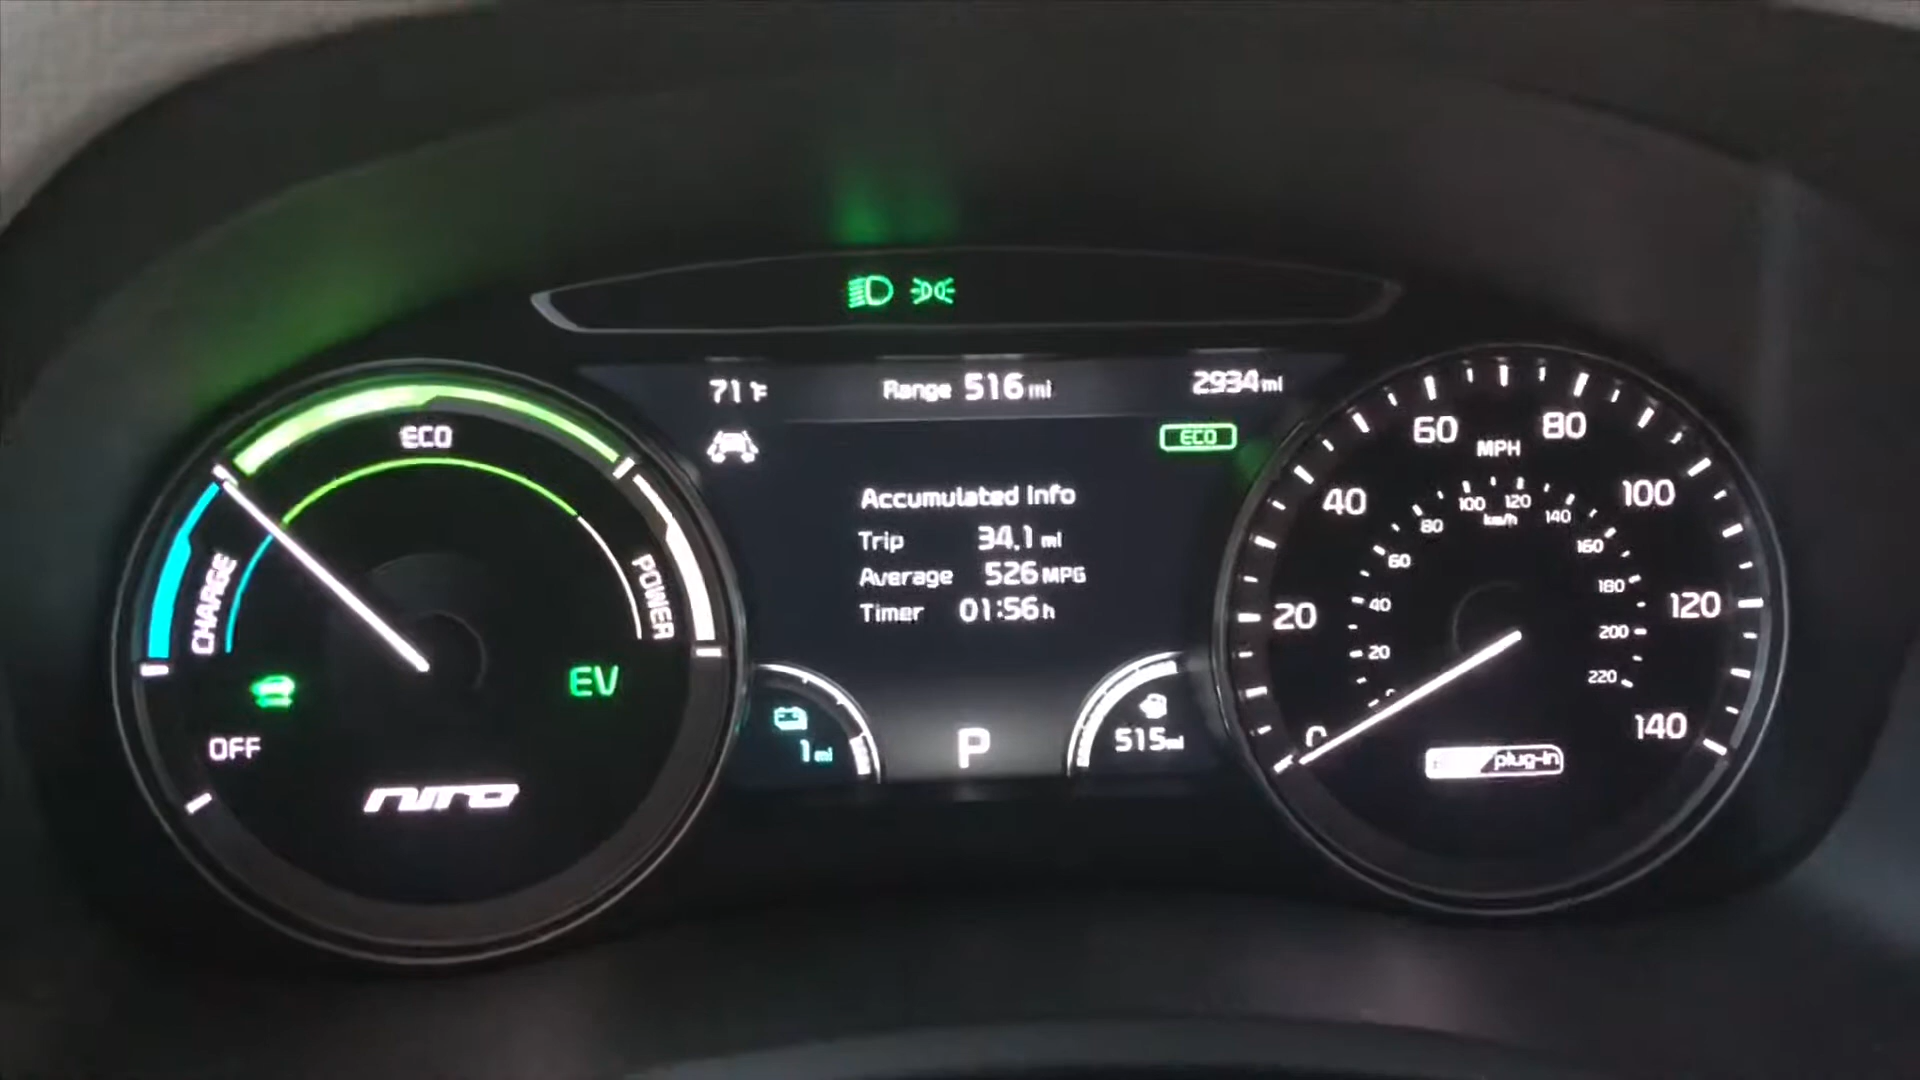 71°F
Range 516 mi
2934 mi
ECO
Accumulated Info
Trip 34.1 mi
Average 526 MPG
Timer 01:56 h
1 mi
P
515 mi
ECO
CHARGE
POWER
EV
OFF
NIRO
MPH
0 20 40 60 80 100 120 140
km/h
20 40 60 80 100 120 140 160 180 200 220
plug-in